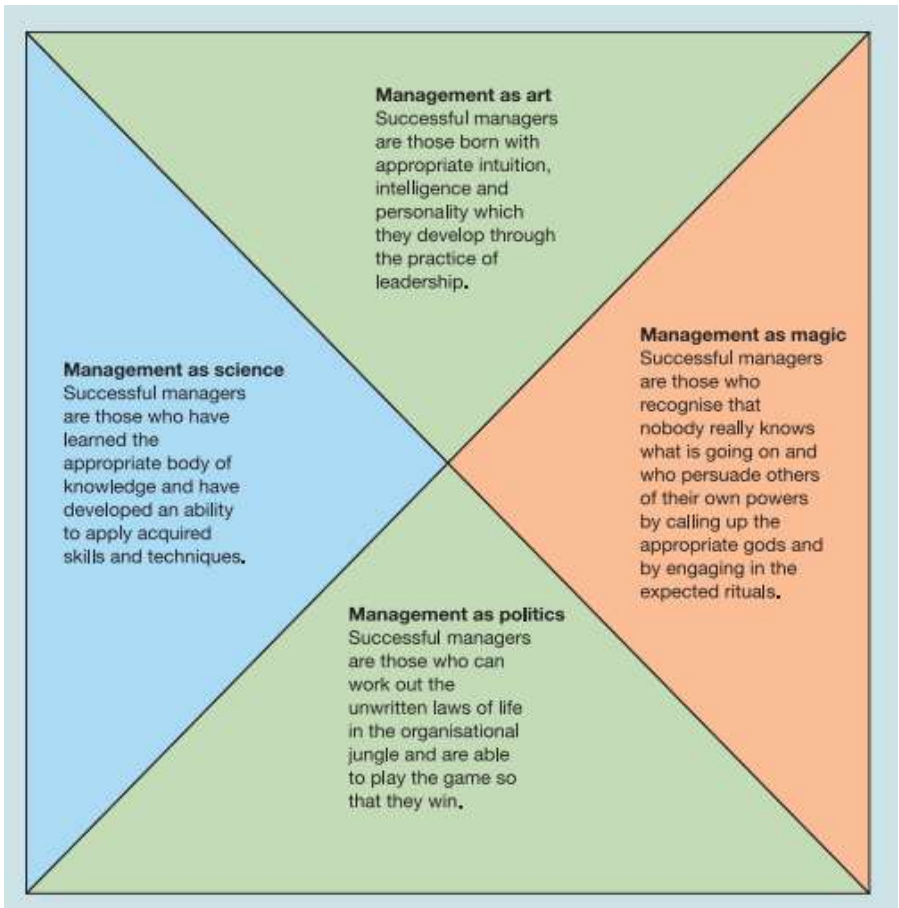 Management as art
Successful managers
are those born with
appropriate intuition,
intelligence and
personality which
they develop through
the practice of
leadership.
Management as science
Successful managers
are those who have
learned the
appropriate body of
knowledge and have
developed an ability
to apply acquired
skills and techniques.
Management as magic
Successful managers
are those who
recognise that
nobody really knows
what is going on and
who persuade others
of their own powers
by calling up the
appropriate gods and
by engaging in the
expected rituals.
Management as politics
Successful managers
are those who can
work out the
unwritten laws of life
in the organisational
jungle and are able
to play the game so
that they win.